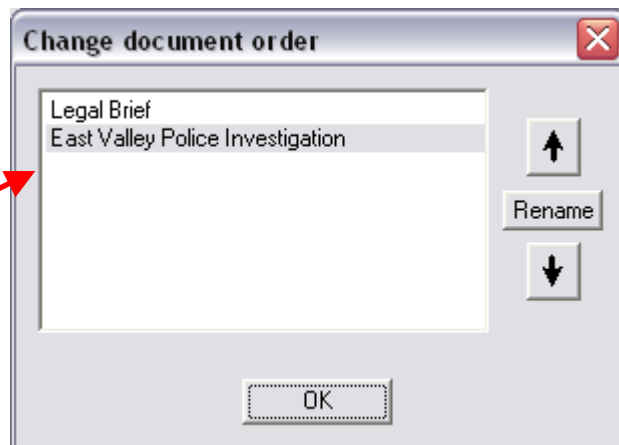 Change document order
Legal Brief
East Valley Police Investigation
Rename
OK